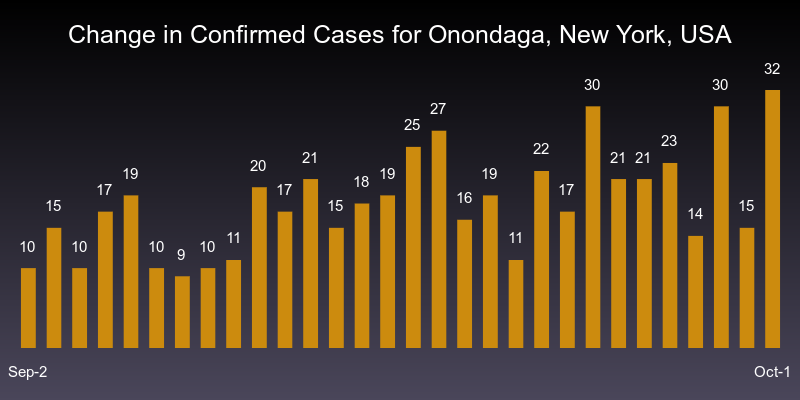 Change in Confirmed Cases for Onondaga, New York, USA
10 15 10 17 19 10 9 10 11 20 17 21 15 18 19 25 27 16 19 11 22 17 30 21 21 23 14 30 15 32
Sep-2 Oct-1